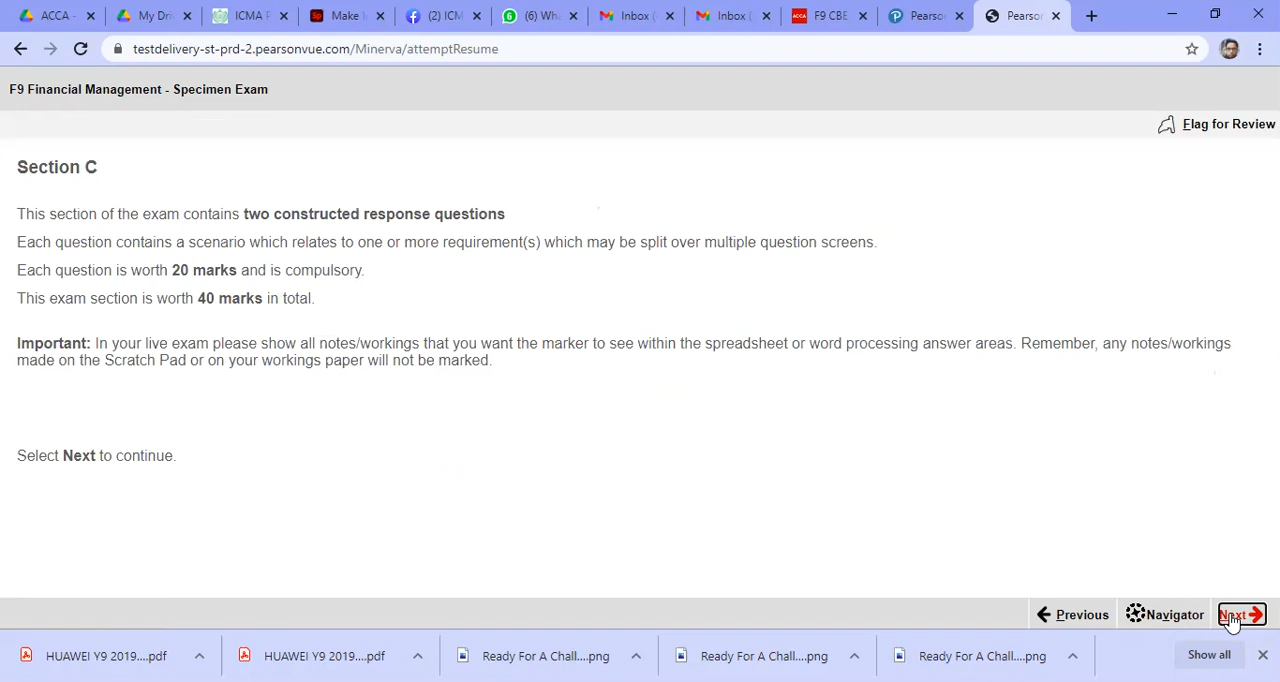 ACCA -
My Dri
ICMA P
Make I
(2) ICM
(6) Wha
Inbox (
Inbox (
F9 CBE
Pearso
Pearso
testdelivery-st-prd-2.pearsonvue.com/Minerva/attemptResume
F9 Financial Management - Specimen Exam
Flag for Review
Section C
This section of the exam contains two constructed response questions
Each question contains a scenario which relates to one or more requirement(s) which may be split over multiple question screens.
Each question is worth 20 marks and is compulsory.
This exam section is worth 40 marks in total.
Important: In your live exam please show all notes/workings that you want the marker to see within the spreadsheet or word processing answer areas. Remember, any notes/workings
made on the Scratch Pad or on your workings paper will not be marked.
Select Next to continue.
Previous
Navigator
Next
HUAWEI Y9 2019....pdf
HUAWEI Y9 2019....pdf
Ready For A Chall....png
Ready For A Chall....png
Ready For A Chall....png
Show all